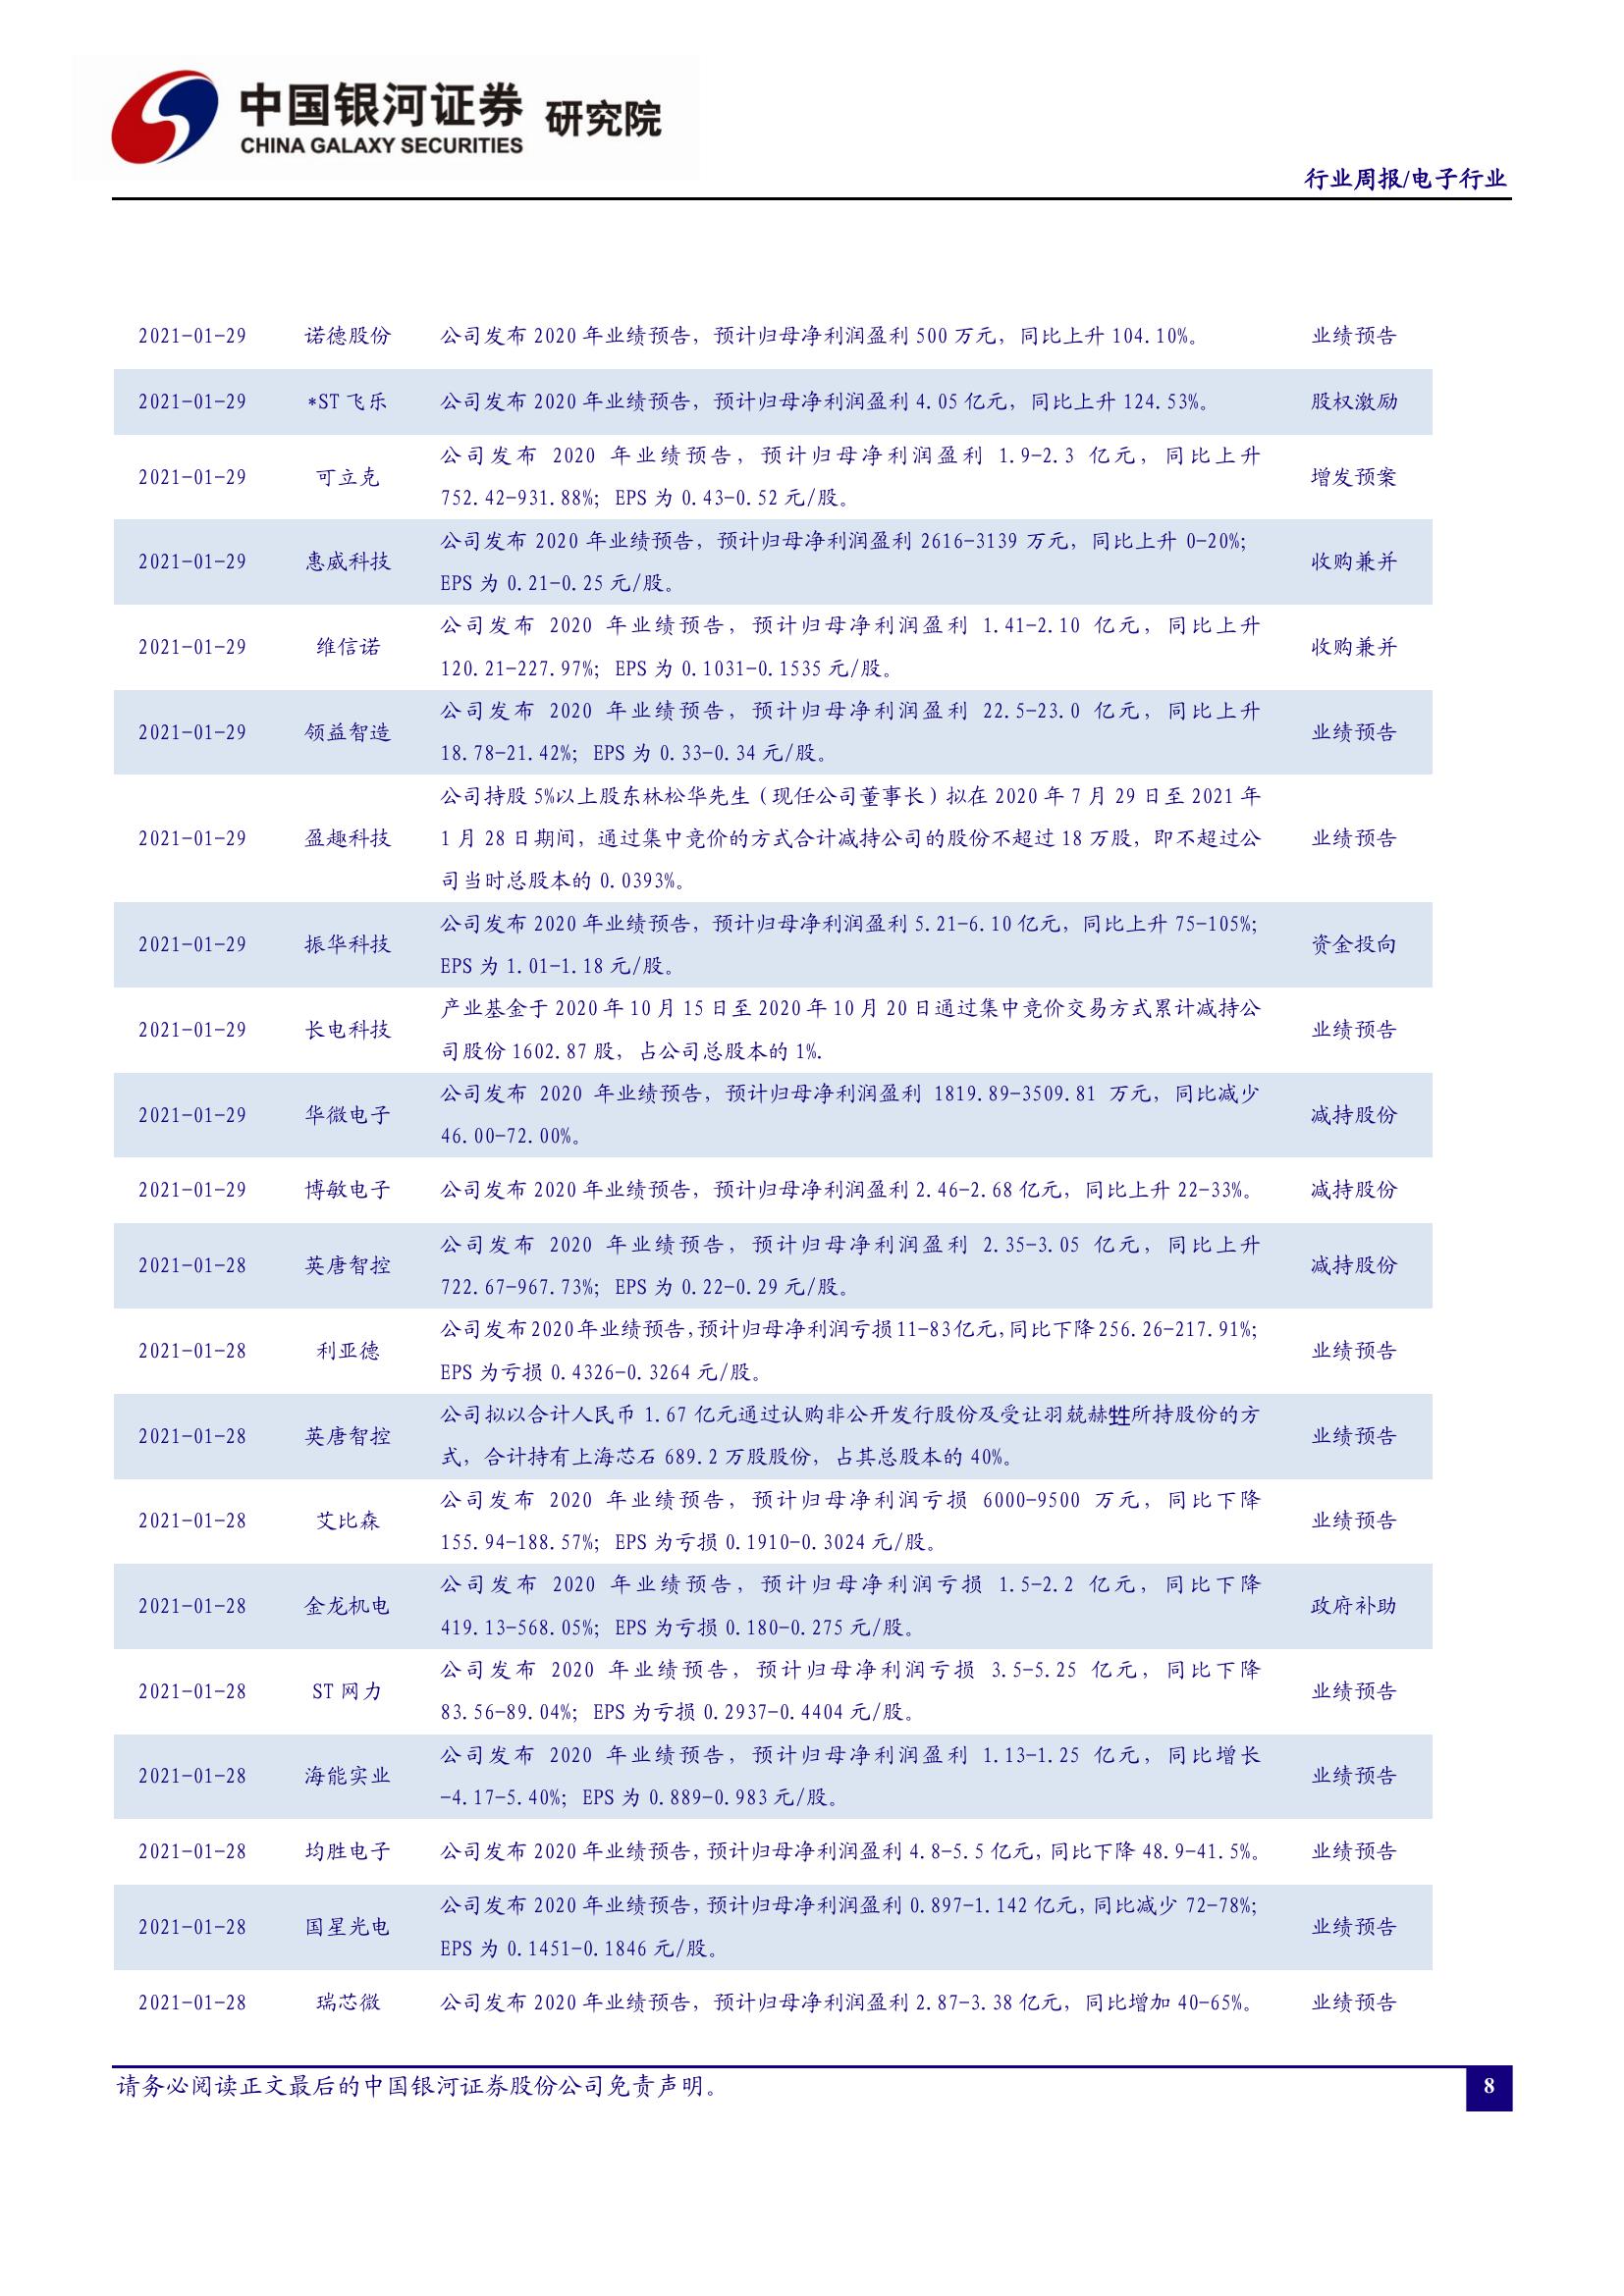 中国银河证券 研究院
CHINA GALAXY SECURITIES
行业周报/电子行业
2021-01-29 诺德股份 公司发布 2020 年业绩预告，预计归母净利润盈利 500 万元，同比上升 104.10%。 业绩预告
2021-01-29 *ST 飞乐 公司发布 2020 年业绩预告，预计归母净利润盈利 4.05 亿元，同比上升 124.53%。 股权激励
公司发布 2020 年业绩预告，预计归母净利润盈利 1.9-2.3 亿元，同比上升
2021-01-29 可立克 增发预案
752.42-931.88%；EPS 为 0.43-0.52 元/股。
公司发布 2020 年业绩预告，预计归母净利润盈利 2616-3139 万元，同比上升 0-20%；
2021-01-29 惠威科技 收购兼并
EPS 为 0.21-0.25 元/股。
公司发布 2020 年业绩预告，预计归母净利润盈利 1.41-2.10 亿元，同比上升
2021-01-29 维信诺 收购兼并
120.21-227.97%；EPS 为 0.1031-0.1535 元/股。
公司发布 2020 年业绩预告，预计归母净利润盈利 22.5-23.0 亿元，同比上升
2021-01-29 领益智造 业绩预告
18.78-21.42%；EPS 为 0.33-0.34 元/股。
公司持股 5%以上股东林松华先生（现任公司董事长）拟在 2020 年 7 月 29 日至 2021 年
2021-01-29 盈趣科技 1 月 28 日期间，通过集中竞价的方式合计减持公司的股份不超过 18 万股，即不超过公 业绩预告
司当时总股本的 0.0393%。
公司发布 2020 年业绩预告，预计归母净利润盈利 5.21-6.10 亿元，同比上升 75-105%；
2021-01-29 振华科技 资金投向
EPS 为 1.01-1.18 元/股。
产业基金于 2020 年 10 月 15 日至 2020 年 10 月 20 日通过集中竞价交易方式累计减持公
2021-01-29 长电科技 业绩预告
司股份 1602.87 股，占公司总股本的 1%.
公司发布 2020 年业绩预告，预计归母净利润盈利 1819.89-3509.81 万元，同比减少
2021-01-29 华微电子 减持股份
46.00-72.00%。
2021-01-29 博敏电子 公司发布 2020 年业绩预告，预计归母净利润盈利 2.46-2.68 亿元，同比上升 22-33%。 减持股份
公司发布 2020 年业绩预告，预计归母净利润盈利 2.35-3.05 亿元，同比上升
2021-01-28 英唐智控 减持股份
722.67-967.73%；EPS 为 0.22-0.29 元/股。
公司发布 2020 年业绩预告，预计归母净利润亏损 11-83 亿元，同比下降 256.26-217.91%；
2021-01-28 利亚德 业绩预告
EPS 为亏损 0.4326-0.3264 元/股。
公司拟以合计人民币 1.67 亿元通过认购非公开发行股份及受让羽兢赫甡所持股份的方
2021-01-28 英唐智控 业绩预告
式，合计持有上海芯石 689.2 万股股份，占其总股本的 40%。
公司发布 2020 年业绩预告，预计归母净利润亏损 6000-9500 万元，同比下降
2021-01-28 艾比森 业绩预告
155.94-188.57%；EPS 为亏损 0.1910-0.3024 元/股。
公司发布 2020 年业绩预告，预计归母净利润亏损 1.5-2.2 亿元，同比下降
2021-01-28 金龙机电 政府补助
419.13-568.05%；EPS 为亏损 0.180-0.275 元/股。
公司发布 2020 年业绩预告，预计归母净利润亏损 3.5-5.25 亿元，同比下降
2021-01-28 ST 网力 业绩预告
83.56-89.04%；EPS 为亏损 0.2937-0.4404 元/股。
公司发布 2020 年业绩预告，预计归母净利润盈利 1.13-1.25 亿元，同比增长
2021-01-28 海能实业 业绩预告
-4.17-5.40%；EPS 为 0.889-0.983 元/股。
2021-01-28 均胜电子 公司发布 2020 年业绩预告，预计归母净利润盈利 4.8-5.5 亿元，同比下降 48.9-41.5%。 业绩预告
公司发布 2020 年业绩预告，预计归母净利润盈利 0.897-1.142 亿元，同比减少 72-78%；
2021-01-28 国星光电 业绩预告
EPS 为 0.1451-0.1846 元/股。
2021-01-28 瑞芯微 公司发布 2020 年业绩预告，预计归母净利润盈利 2.87-3.38 亿元，同比增加 40-65%。 业绩预告
请务必阅读正文最后的中国银河证券股份公司免责声明。
8